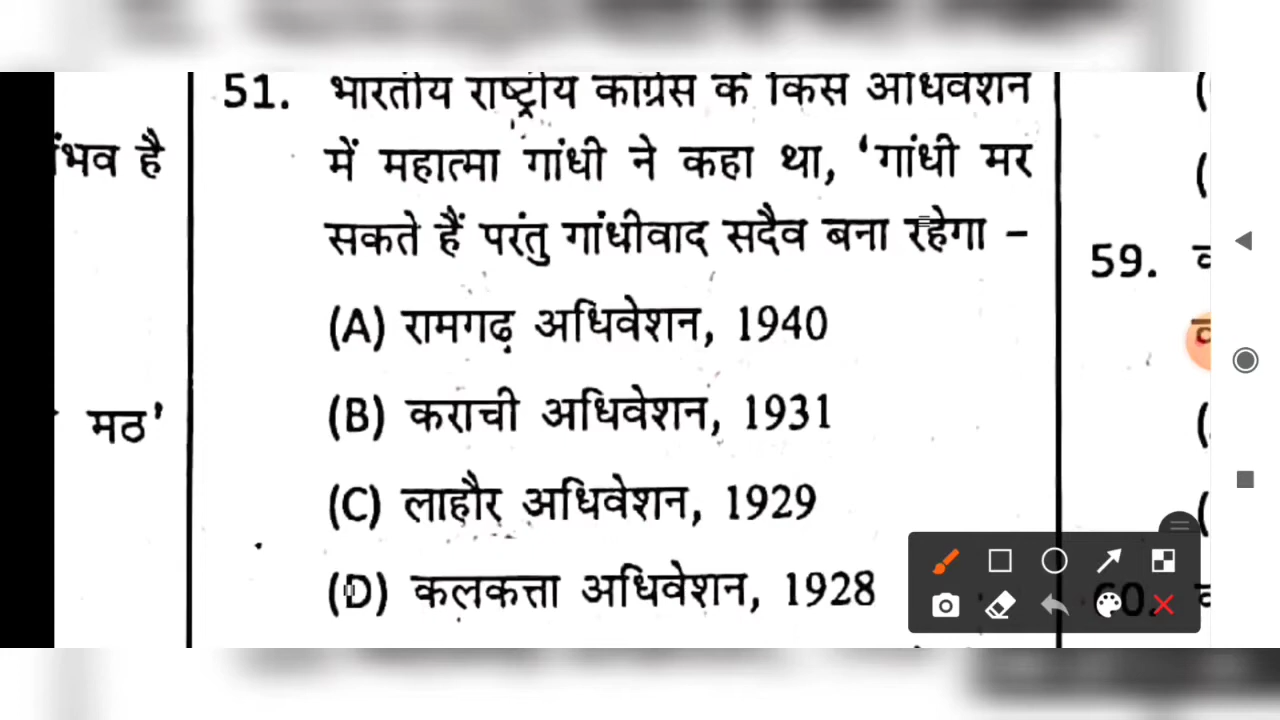 51. भारतीय राष्ट्रीय कांग्रेस के किस अधिवेशन
में महात्मा गांधी ने कहा था, ‘गांधी मर
सकते हैं परंतु गांधीवाद सदैव बना रहेगा –
(A) रामगढ़ अधिवेशन, 1940
(B) कराची अधिवेशन, 1931
(C) लाहौर अधिवेशन, 1929
(D) कलकत्ता अधिवेशन, 1928
है
मठ’
59.
60.